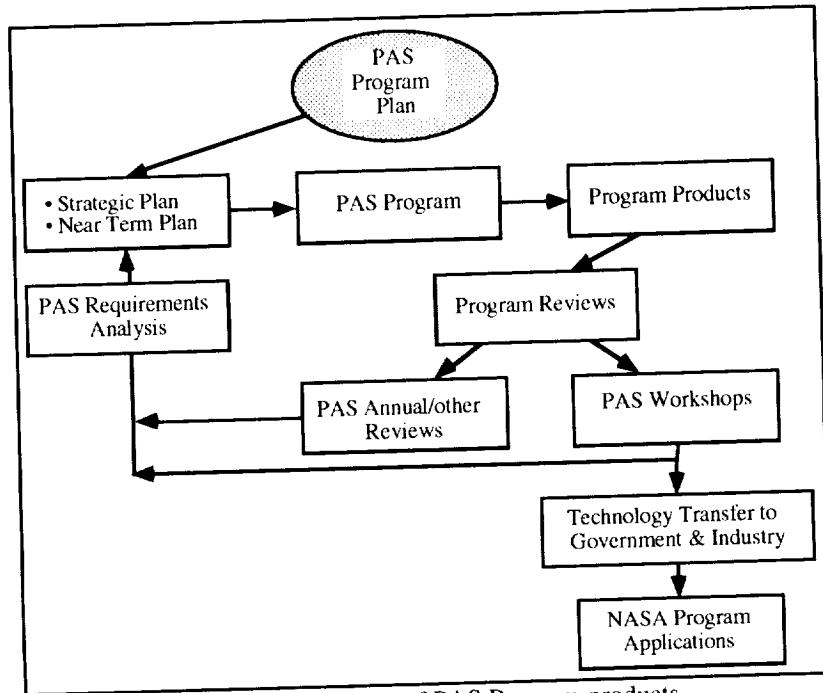 PAS
Program
Plan
• Strategic Plan
• Near Term Plan
PAS Program
Program Products
PAS Requirements
Analysis
Program Reviews
PAS Annual/other
Reviews
PAS Workshops
Technology Transfer to
Government & Industry
NASA Program
Applications
of PAS Program products